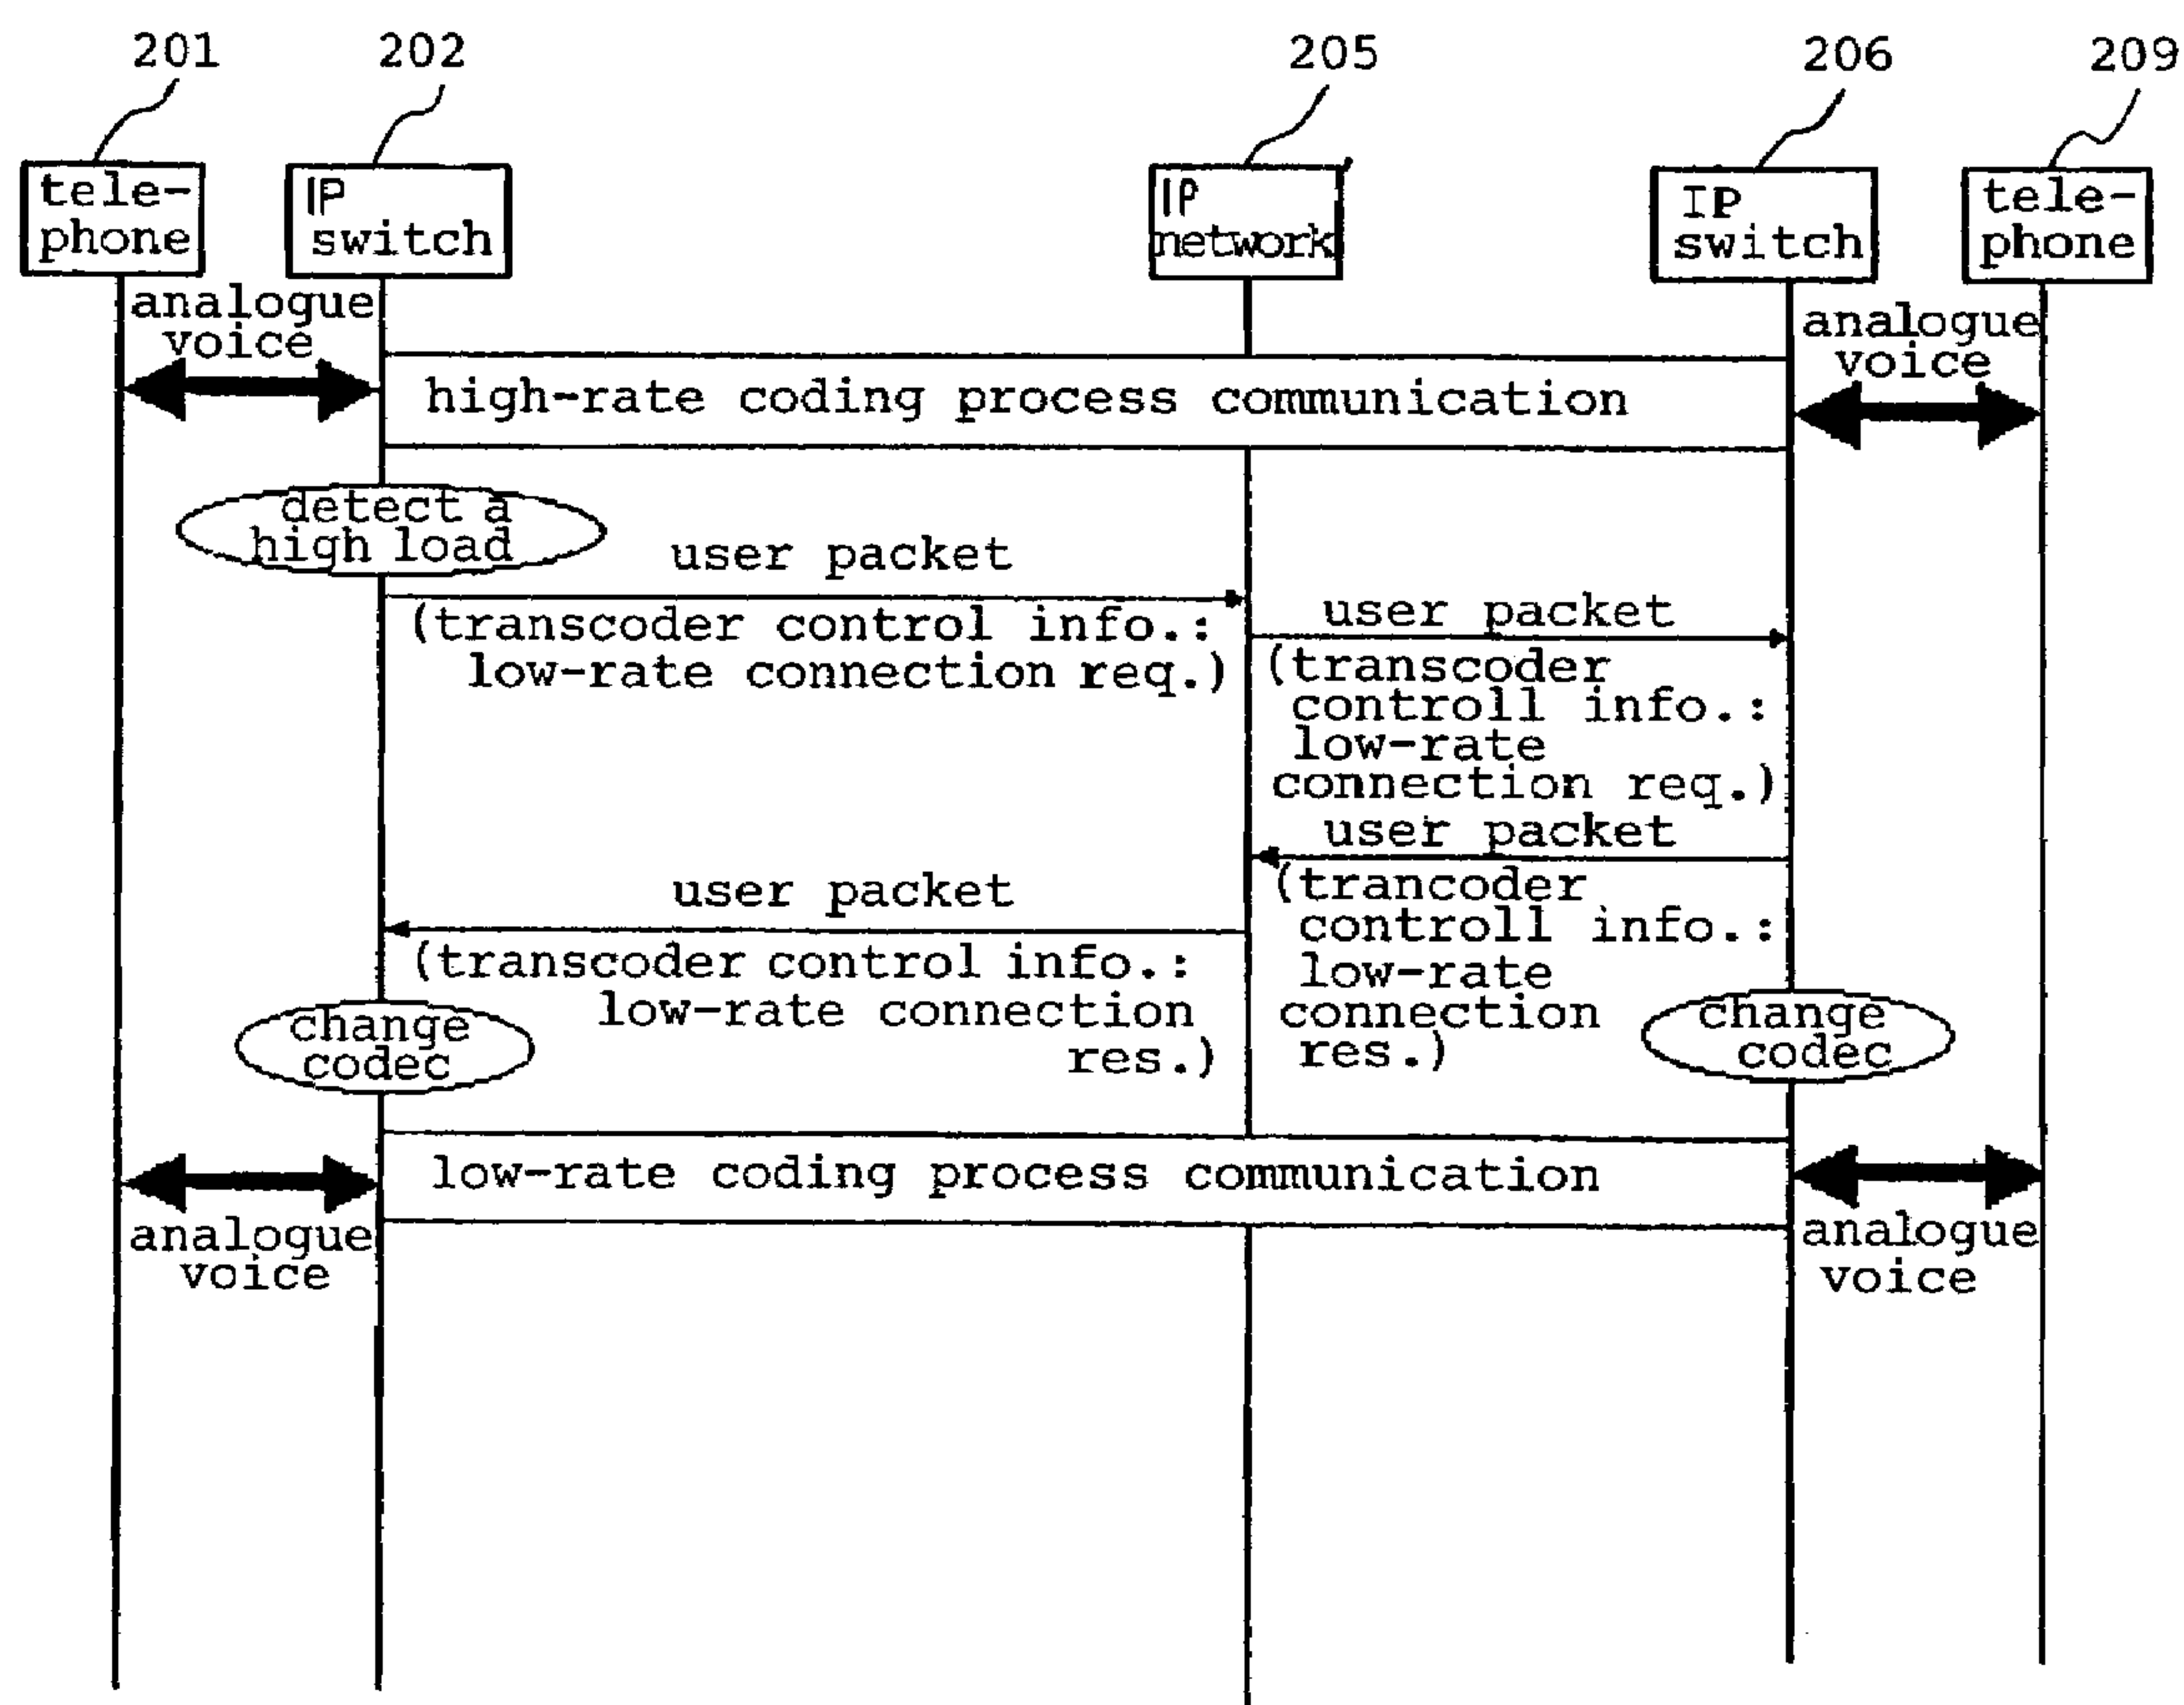 201
202
205
206
209
tele-
phone
IP
switch
IP
network
IP
switch
tele-
phone
analogue
voice
analogue
voice
high-rate coding process communication
detect a
high load
user packet
(transcoder control info.:
low-rate connection req.)
user packet
(transcoder
controll info.:
low-rate
connection req.)
user packet
(trancoder
controll info.:
low-rate
connection
res.)
user packet
(transcoder control info.:
low-rate connection
res.)
change
codec
change
codec
low-rate coding process communication
analogue
voice
analogue
voice